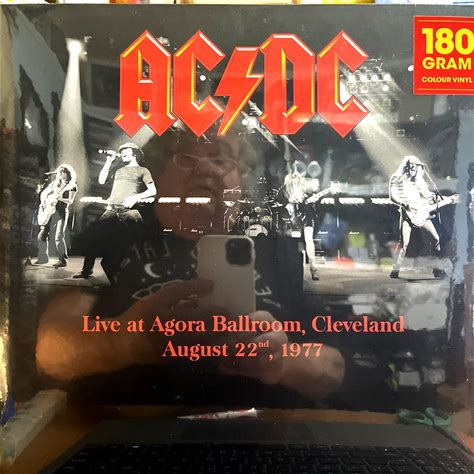 AC/DC
180
GRAM
COLOUR VINYL
Live at Agora Ballroom, Cleveland
August 22nd, 1977